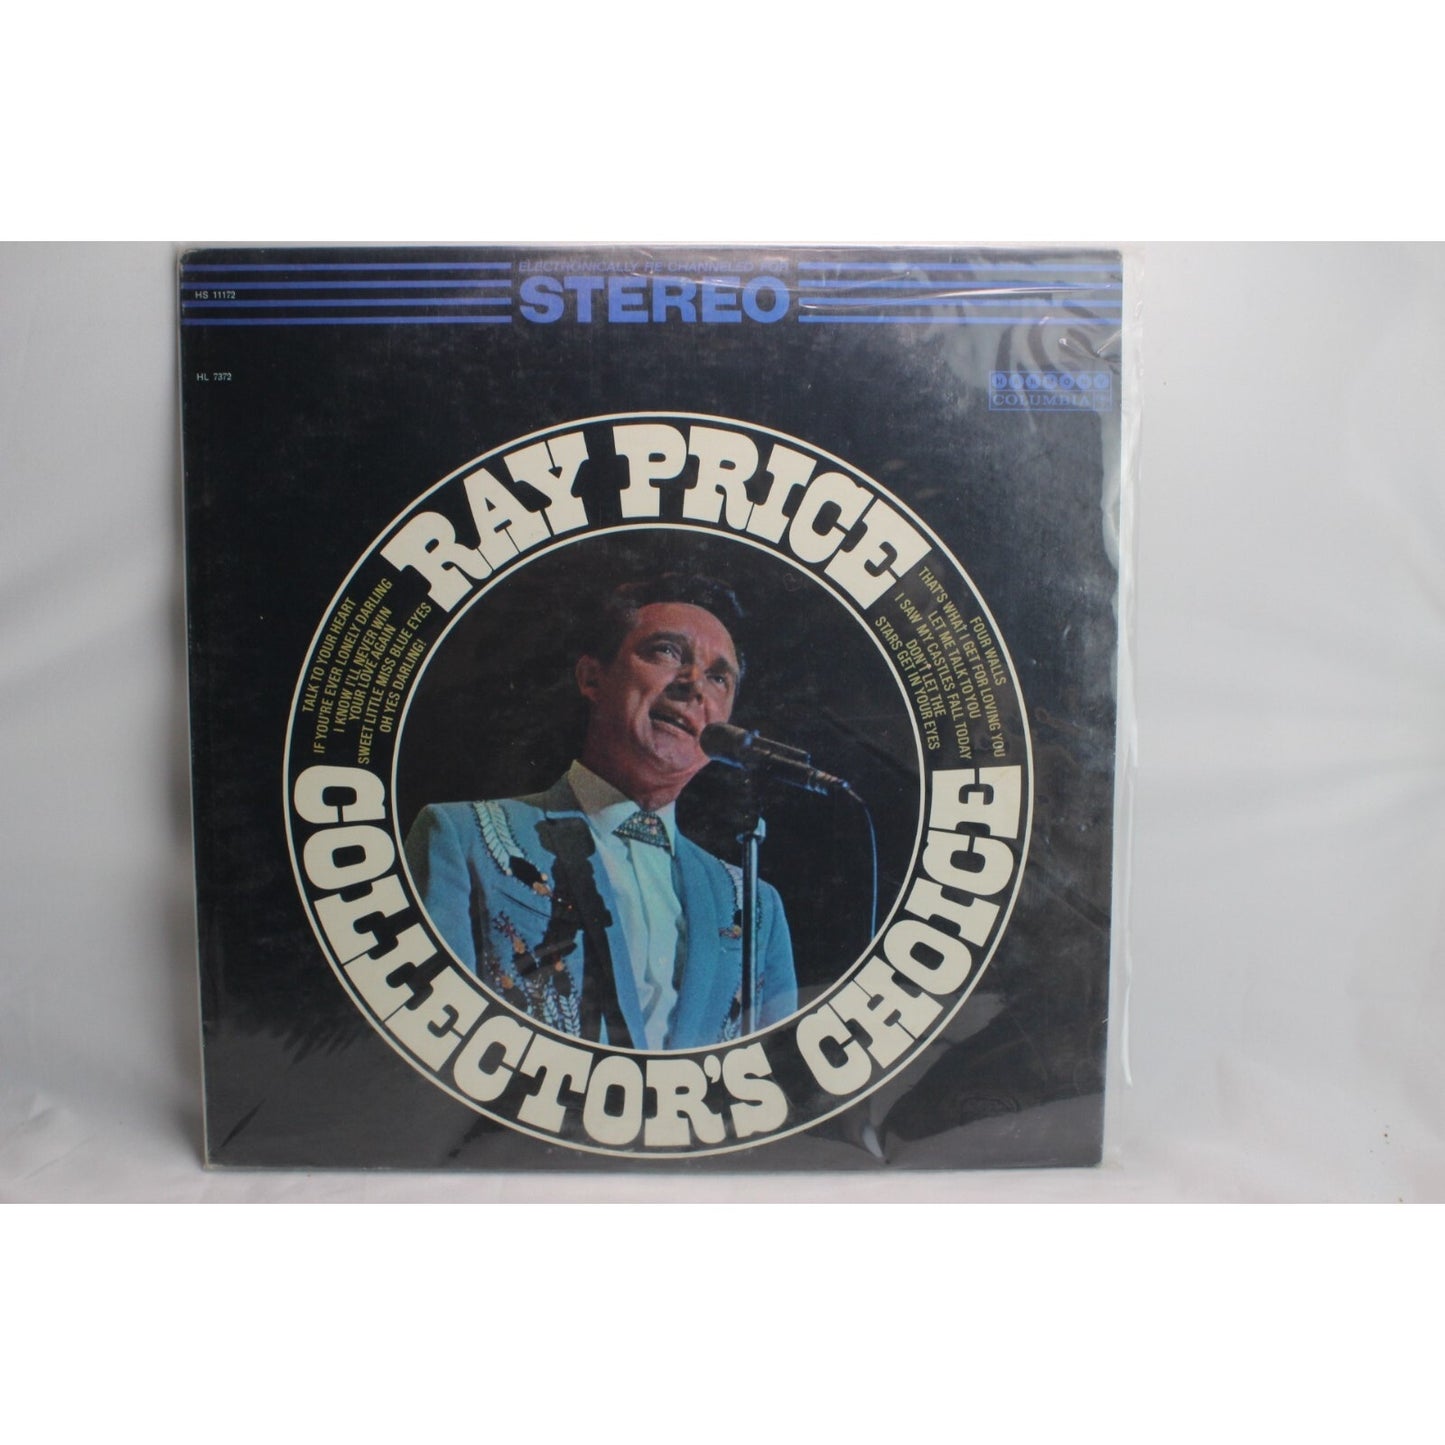 ELECTRONICALLY RE-CHANNELED FOR
STEREO
HS 11172
HL 7372
HARMONY
COLUMBIA
RAY PRICE
TALK TO YOUR HEART
IF YOU'RE EVER LONELY DARLING
I KNOW I'LL NEVER WIN
YOUR LOVE AGAIN
SWEET LITTLE MISS BLUE EYES
OH YES DARLING!
FOUR WALLS
THAT'S WHAT I GET FOR LOVING YOU
LET ME TALK TO YOU
I SAW MY CASTLES FALL TODAY
DON'T LET THE
STARS GET IN YOUR EYES
COLLECTOR'S CHOICE